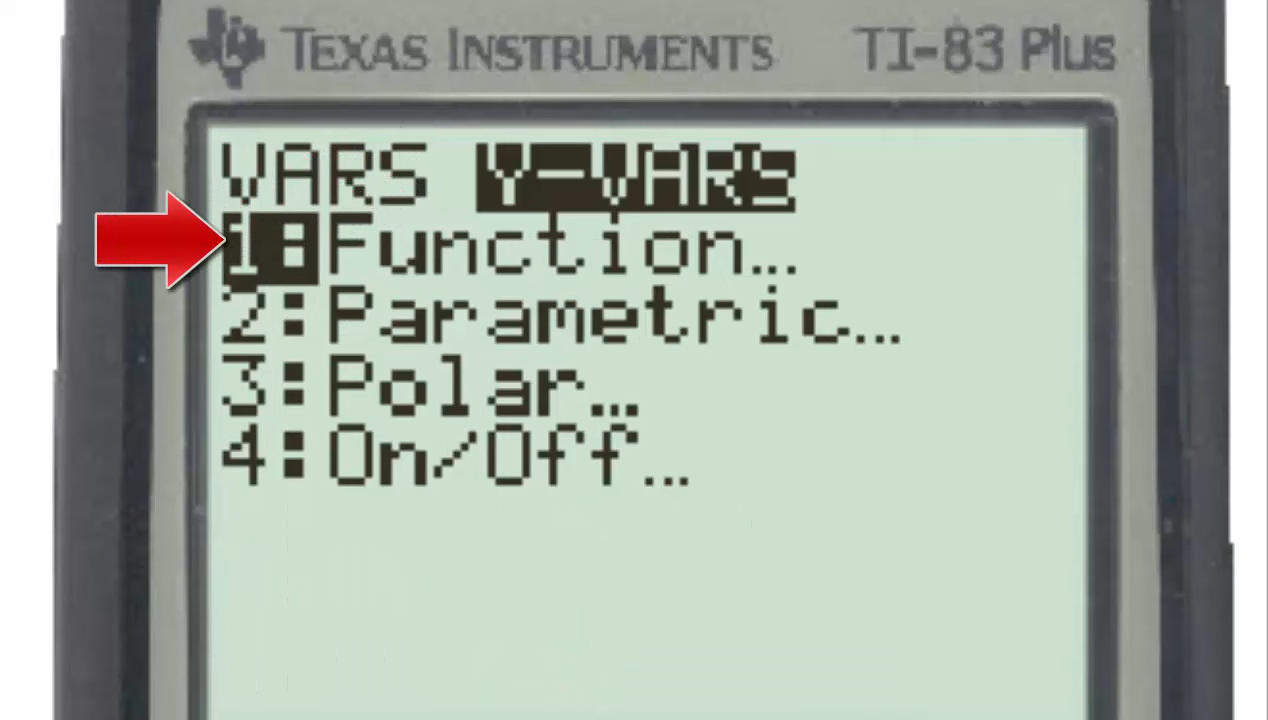 TEXAS INSTRUMENTS TI-83 Plus
VARS Y-VARS
1:Function...
2:Parametric...
3:Polar...
4:On/Off...